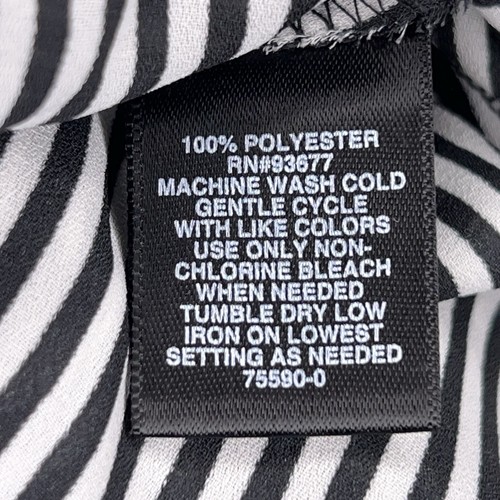 100% POLYESTER
RN#93677
MACHINE WASH COLD
GENTLE CYCLE
WITH LIKE COLORS
USE ONLY NON-
CHLORINE BLEACH
WHEN NEEDED
TUMBLE DRY LOW
IRON ON LOWEST
SETTING AS NEEDED
75590-0